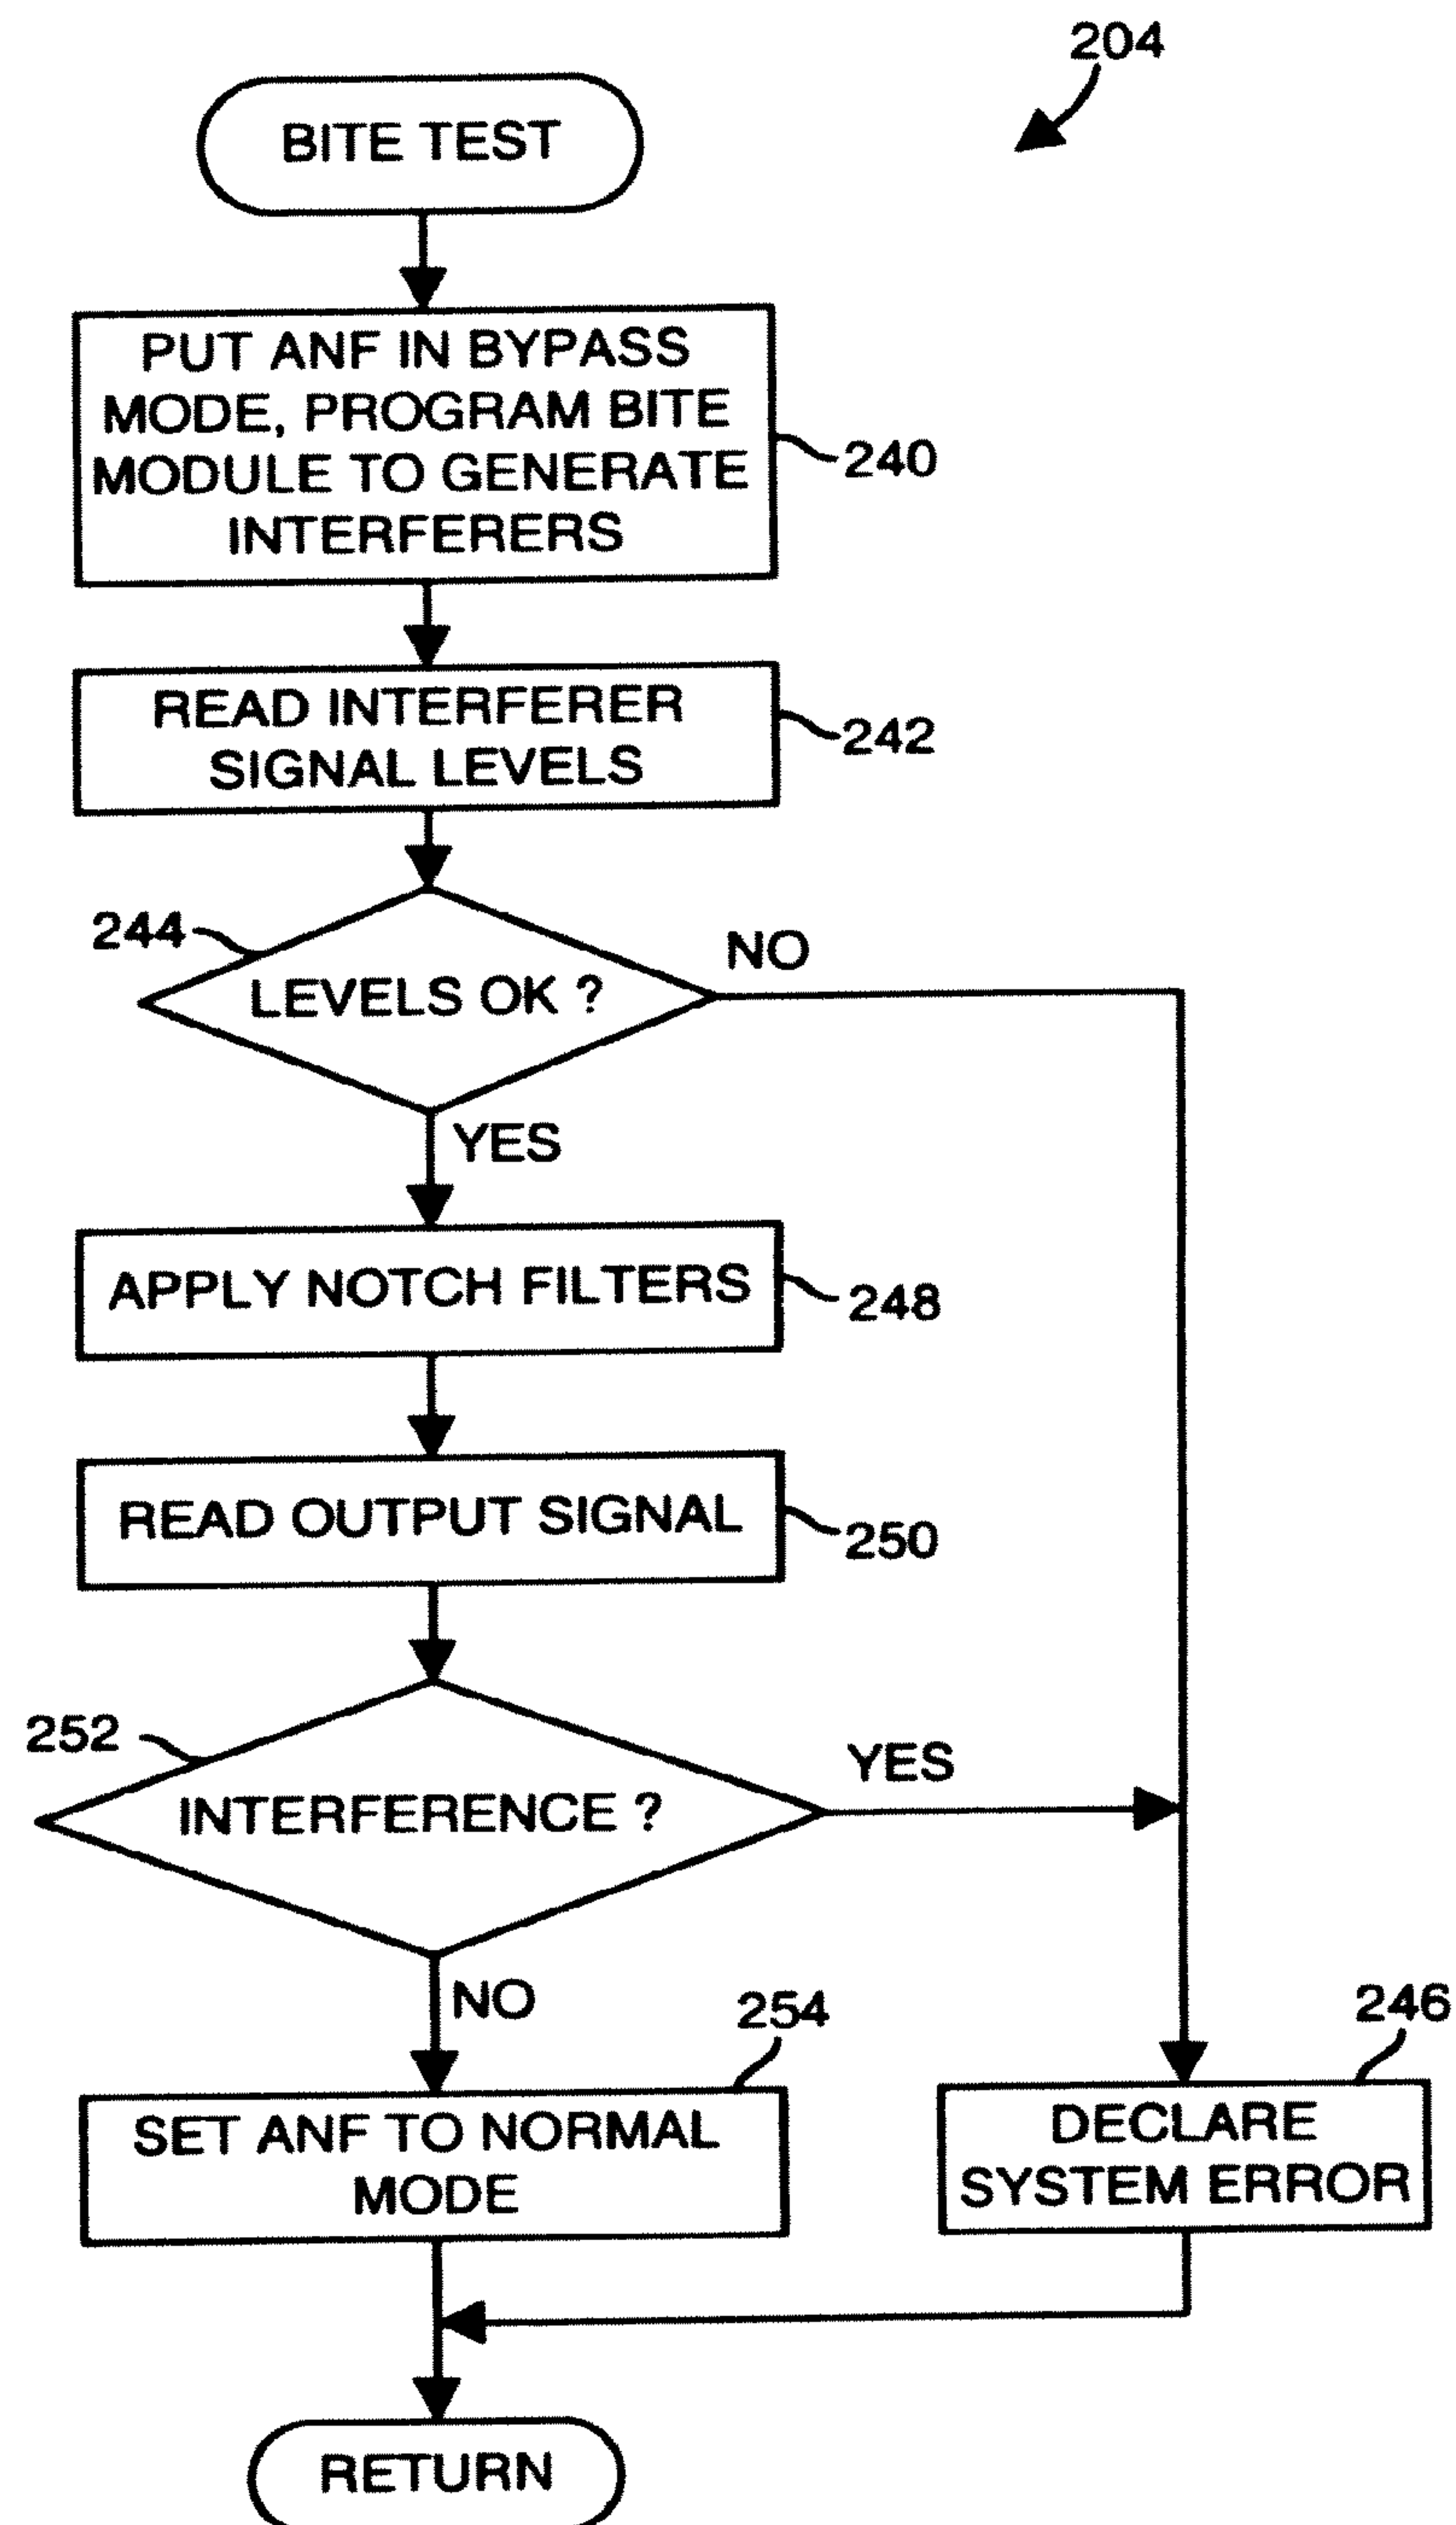 204
BITE TEST
PUT ANF IN BYPASS
MODE, PROGRAM BITE
MODULE TO GENERATE
INTERFERERS
240
READ INTERFERER
SIGNAL LEVELS
242
244
LEVELS OK ?
NO
YES
APPLY NOTCH FILTERS
248
READ OUTPUT SIGNAL
250
252
INTERFERENCE ?
YES
NO
254
246
SET ANF TO NORMAL
MODE
DECLARE
SYSTEM ERROR
RETURN